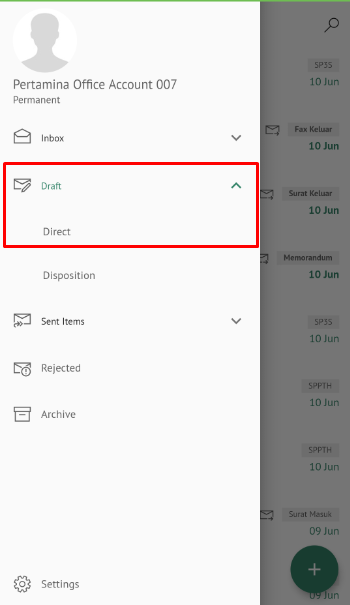 Pertamina Office Account 007
Permanent
Inbox
Draft
Direct
Disposition
Sent Items
Rejected
Archive
Settings
SP3S
10 Jun
Fax Keluar
10 Jun
Surat Keluar
10 Jun
Memorandum
10 Jun
SP3S
10 Jun
SPPTH
10 Jun
SPPTH
10 Jun
Surat Masuk
09 Jun
09 Jun